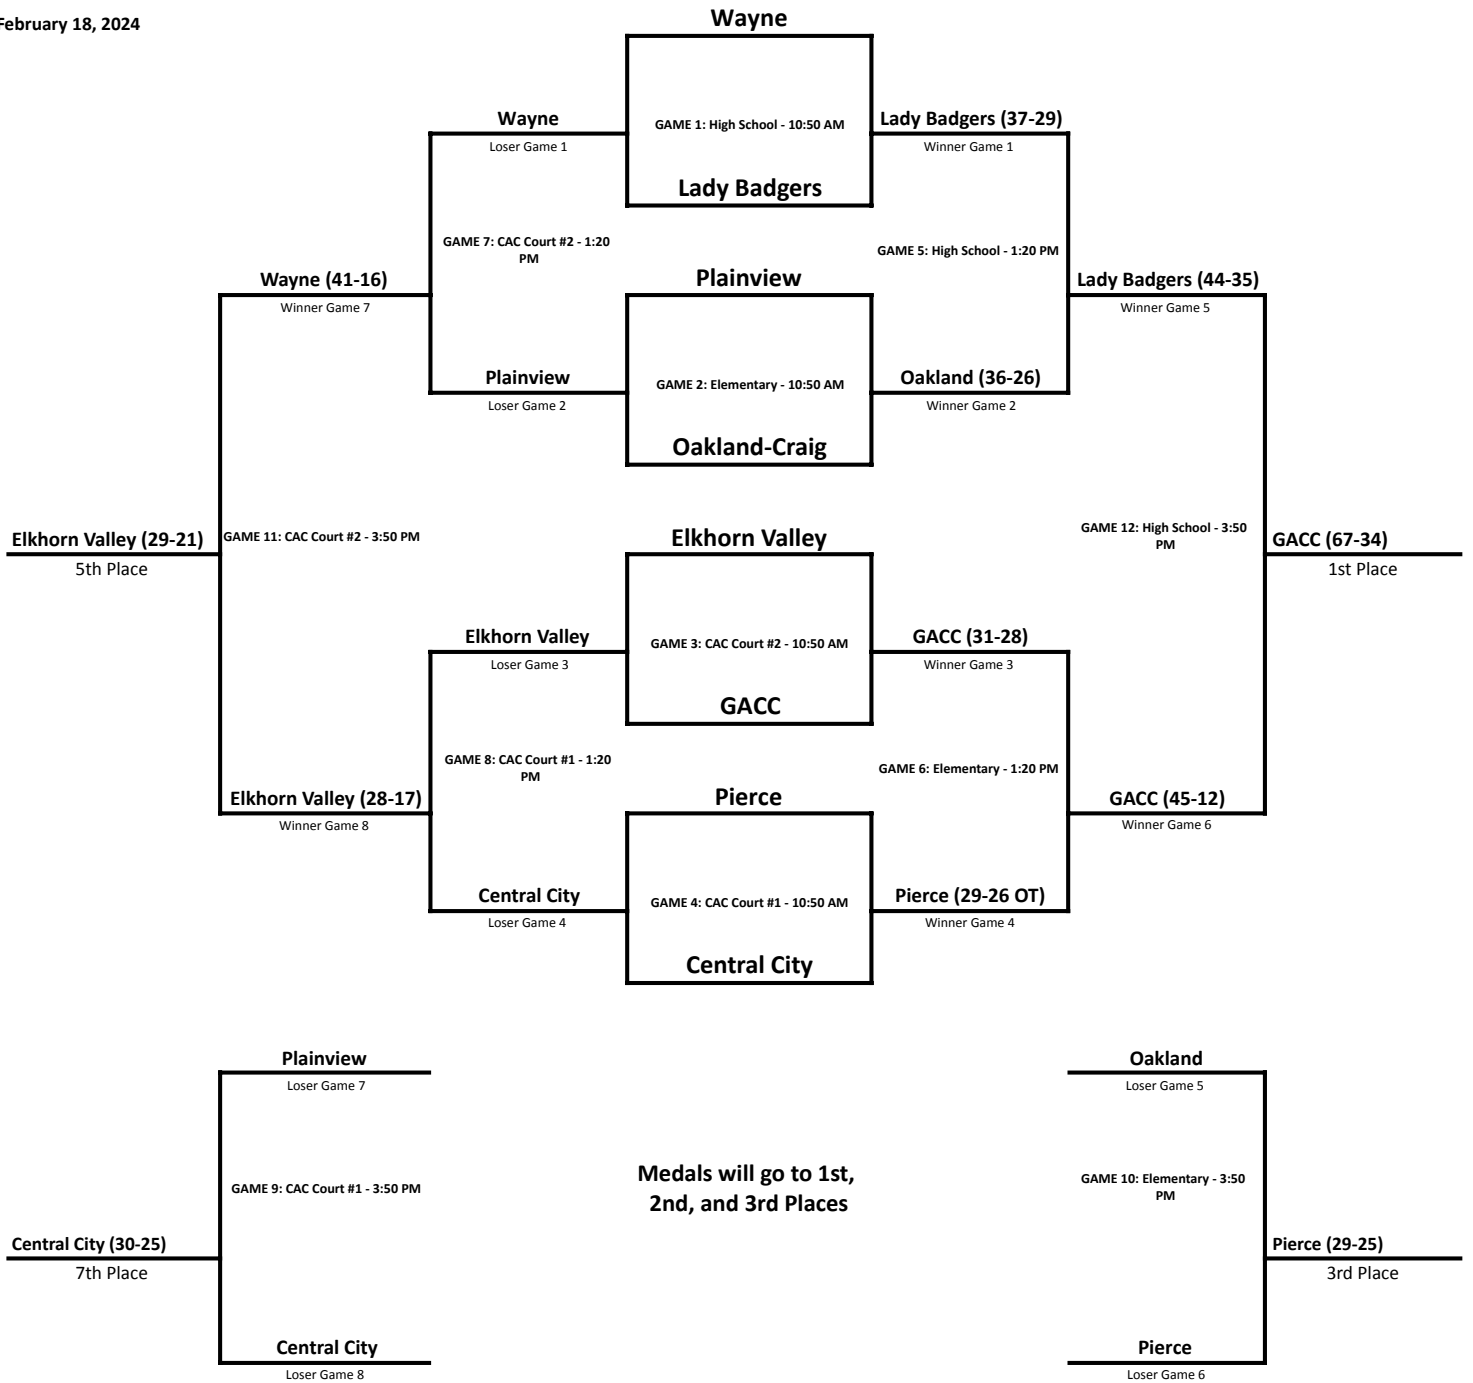 February 18, 2024
Wayne
Wayne
Loser Game 1
GAME 1: High School - 10:50 AM
Lady Badgers (37-29)
Winner Game 1
Lady Badgers
GAME 7: CAC Court #2 - 1:20
PM
GAME 5: High School - 1:20 PM
Wayne (41-16)
Winner Game 7
Plainview
Lady Badgers (44-35)
Winner Game 5
Plainview
Loser Game 2
GAME 2: Elementary - 10:50 AM
Oakland (36-26)
Winner Game 2
Oakland-Craig
Elkhorn Valley (29-21)
5th Place
GAME 11: CAC Court #2 - 3:50 PM
Elkhorn Valley
GAME 12: High School - 3:50
PM
GACC (67-34)
1st Place
Elkhorn Valley
Loser Game 3
GAME 3: CAC Court #2 - 10:50 AM
GACC (31-28)
Winner Game 3
GACC
GAME 8: CAC Court #1 - 1:20
PM
GAME 6: Elementary - 1:20 PM
Elkhorn Valley (28-17)
Winner Game 8
Pierce
GACC (45-12)
Winner Game 6
Central City
Loser Game 4
GAME 4: CAC Court #1 - 10:50 AM
Pierce (29-26 OT)
Winner Game 4
Central City
Plainview
Loser Game 7
Oakland
Loser Game 5
GAME 9: CAC Court #1 - 3:50 PM
Medals will go to 1st,
2nd, and 3rd Places
GAME 10: Elementary - 3:50
PM
Central City (30-25)
7th Place
Pierce (29-25)
3rd Place
Central City
Loser Game 8
Pierce
Loser Game 6